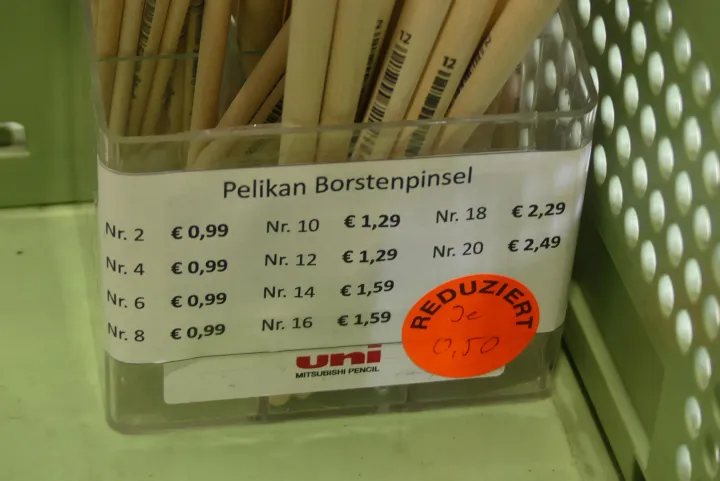 12
12
Pelikan Borstenpinsel
Nr. 2 € 0,99
Nr. 4 € 0,99
Nr. 6 € 0,99
Nr. 8 € 0,99
Nr. 10 € 1,29
Nr. 12 € 1,29
Nr. 14 € 1,59
Nr. 16 € 1,59
Nr. 18 € 2,29
Nr. 20 € 2,49
REDUZIERT
Je
0,50
uni
MITSUBISHI PENCIL